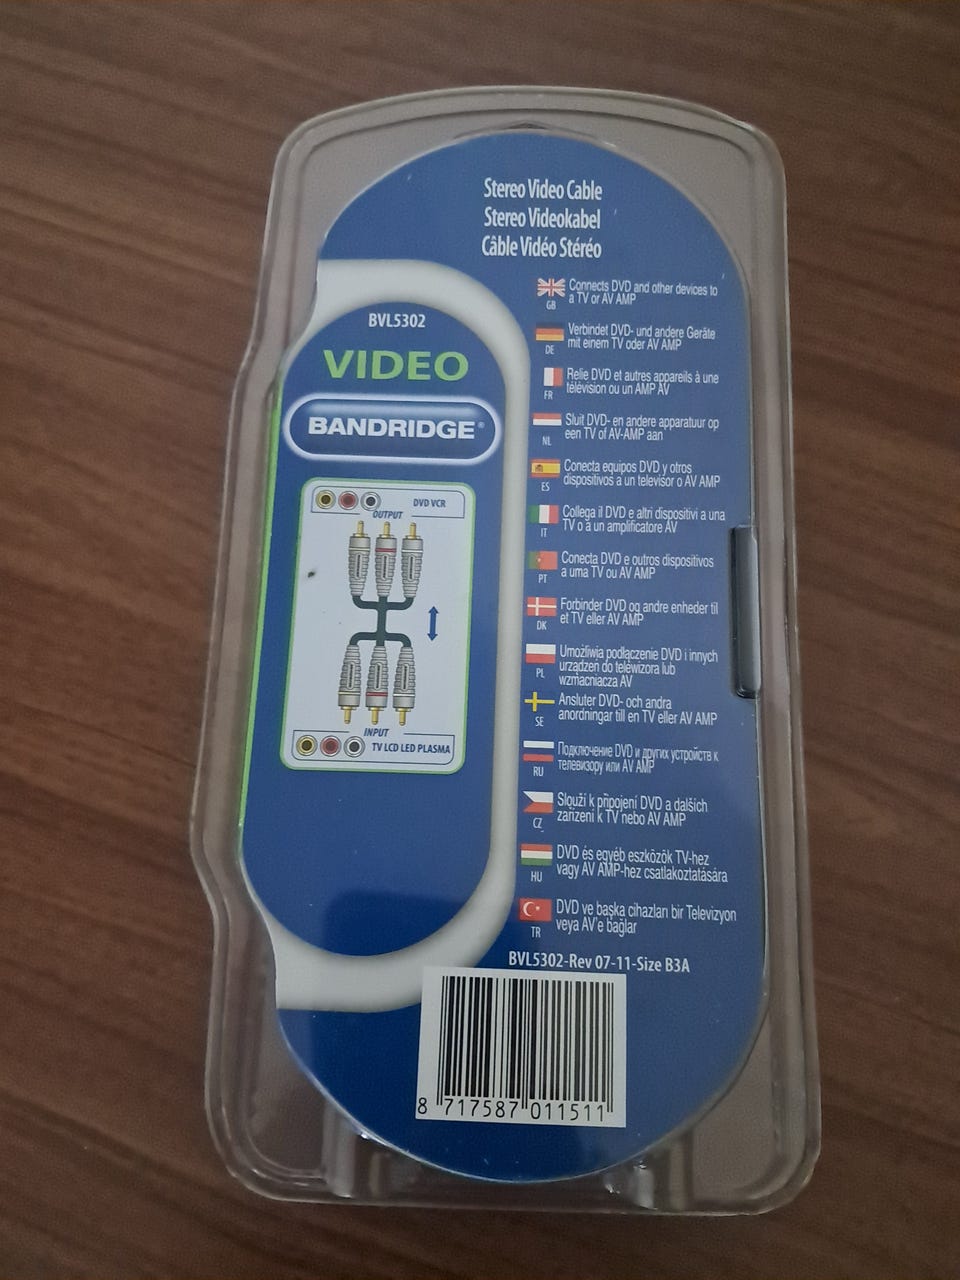 Stereo Video Cable
Stereo Videokabel
Câble Vidéo Stéréo
BVL5302
VIDEO
BANDRIDGE®
DVD VCR
OUTPUT
INPUT
TV LCD LED PLASMA
GB
Connects DVD and other devices to
a TV or AV AMP
DE
Verbindet DVD- und andere Geräte
mit einem TV oder AV AMP
FR
Relie DVD et autres appareils à une
télévision ou un AMP AV
NL
Sluit DVD- en andere apparatuur op
een TV of AV-AMP aan
ES
Conecta equipos DVD y otros
dispositivos a un televisor o AV AMP
IT
Collega il DVD e altri dispositivi a una
TV o a un amplificatore AV
PT
Conecta DVD e outros dispositivos
a uma TV ou AV AMP
DK
Forbinder DVD og andre enheder til
et TV eller AV AMP
PL
Umożliwia podłączenie DVD i innych
urządzeń do telewizora lub
wzmacniacza AV
SE
Ansluter DVD- och andra
anordningar till en TV eller AV AMP
RU
Подключение DVD и других устройств к
телевизору или AV AMP
CZ
Slouží k připojení DVD a dalších
zařízení k TV nebo AV AMP
HU
DVD és egyéb eszközök TV-hez
vagy AV AMP-hez csatlakoztatására
TR
DVD ve başka cihazları bir Televizyon
veya AV'e bağlar
BVL5302-Rev 07-11-Size B3A
8 717587 011511